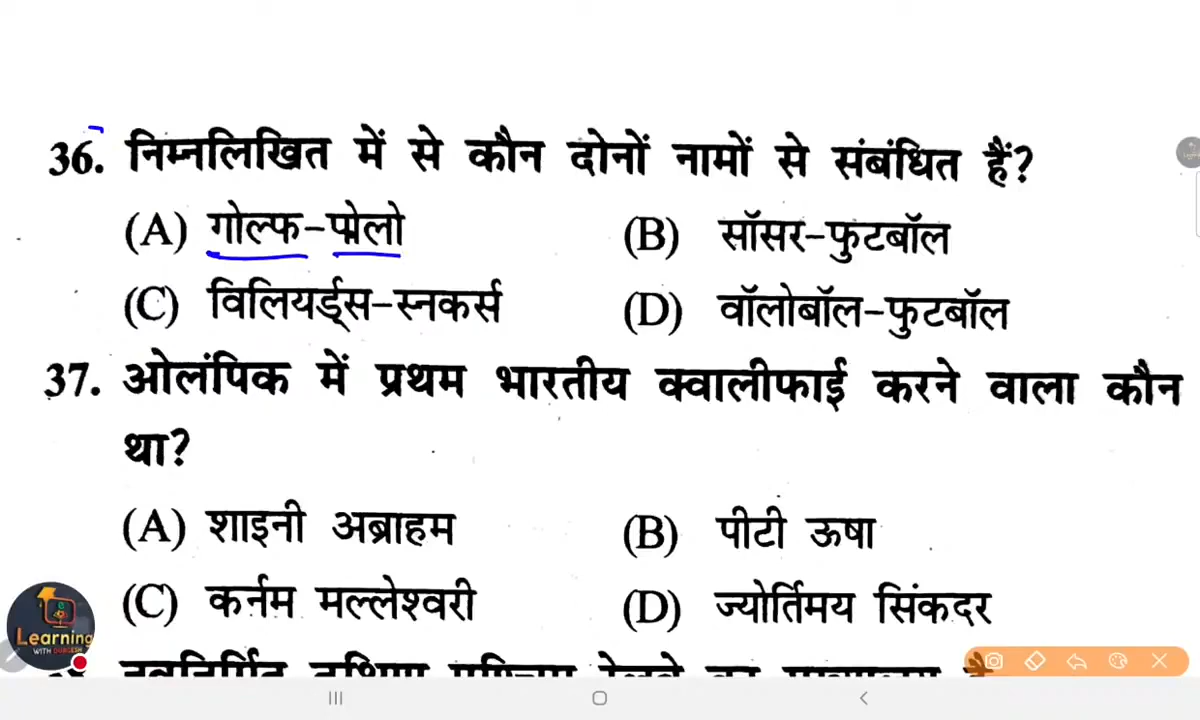 36. निम्नलिखित में से कौन दोनों नामों से संबंधित हैं?
(A) गोल्फ-पोलो (B) सॉसर-फुटबॉल
(C) विलियर्ड्स-स्नकर्स (D) वॉलोबॉल-फुटबॉल
37. ओलंपिक में प्रथम भारतीय क्वालीफाई करने वाला कौन
था?
(A) शाइनी अब्राहम (B) पीटी ऊषा
(C) कर्नम मल्लेश्वरी (D) ज्योर्तिमय सिंकदर
Learning